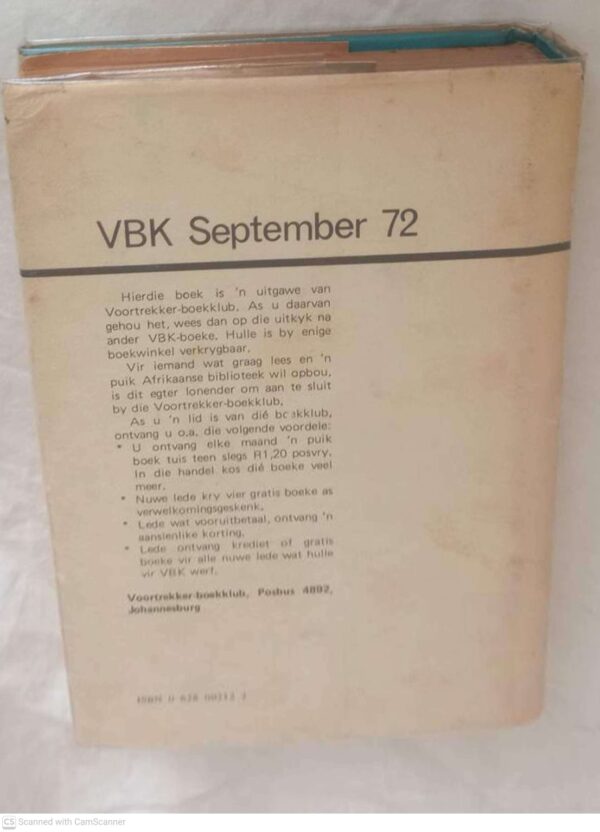 VBK September 72
Hierdie boek is 'n uitgawe van
Voortrekker-boekklub. As u daarvan
gehou het, wees dan op die uitkyk na
ander VBK-boeke. Hulle is by enige
boekwinkel verkrygbaar.
Vir iemand wat graag lees en 'n
puik Afrikaanse biblioteek wil opbou,
is dit egter lonender om aan te sluit
by die Voortrekker-boekklub.
As u 'n lid is van dié boekklub,
ontvang u o.a. die volgende voordele:
* U ontvang elke maand 'n puik
boek tuis teen slegs R1,20 posvry.
In die handel kos dié boeke veel
meer.
* Nuwe lede kry vier gratis boeke as
verwelkomingsgeskenk.
* Lede wat vooruitbetaal, ontvang 'n
aansienlike korting.
* Lede ontvang krediet of gratis
boeke vir alle nuwe lede wat hulle
vir VBK werf.
Voortrekker-boekklub, Posbus 4892,
Johannesburg
ISBN 0 628
CS Scanned with CamScanner